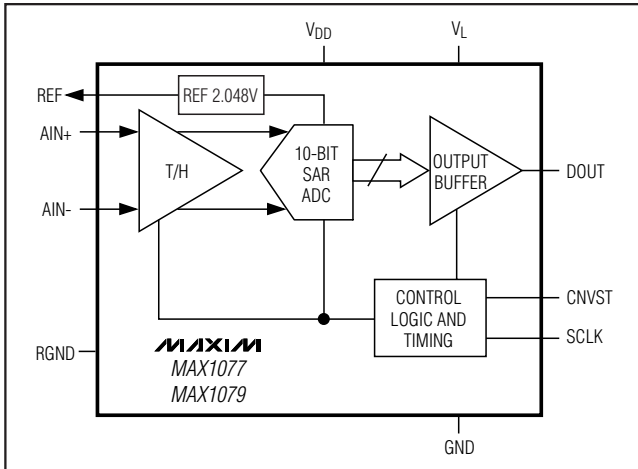 V_DD
V_L
REF
REF 2.048V
AIN+
T/H
10-BIT
SAR
ADC
OUTPUT
BUFFER
DOUT
AIN-
CONTROL
LOGIC AND
TIMING
CNVST
SCLK
RGND
MAXIM
MAX1077
MAX1079
GND